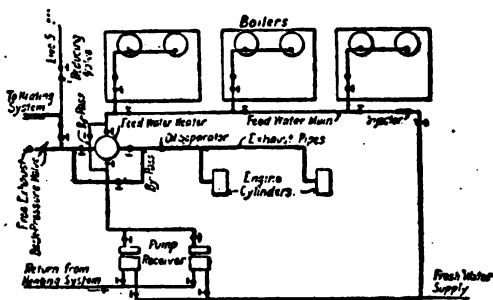 Boilers
Live S...
Reducing
Valve
To Heating
System
By-Pass
Feed Water Heater
Feed Water Main
Injector
Oil Separator
Exhaust Pipes
By-Pass
Engine
Cylinders
Free Exhaust
Back-Pressure Valve
Pump
Receiver
Return from
Heating System
Fresh Water
Supply